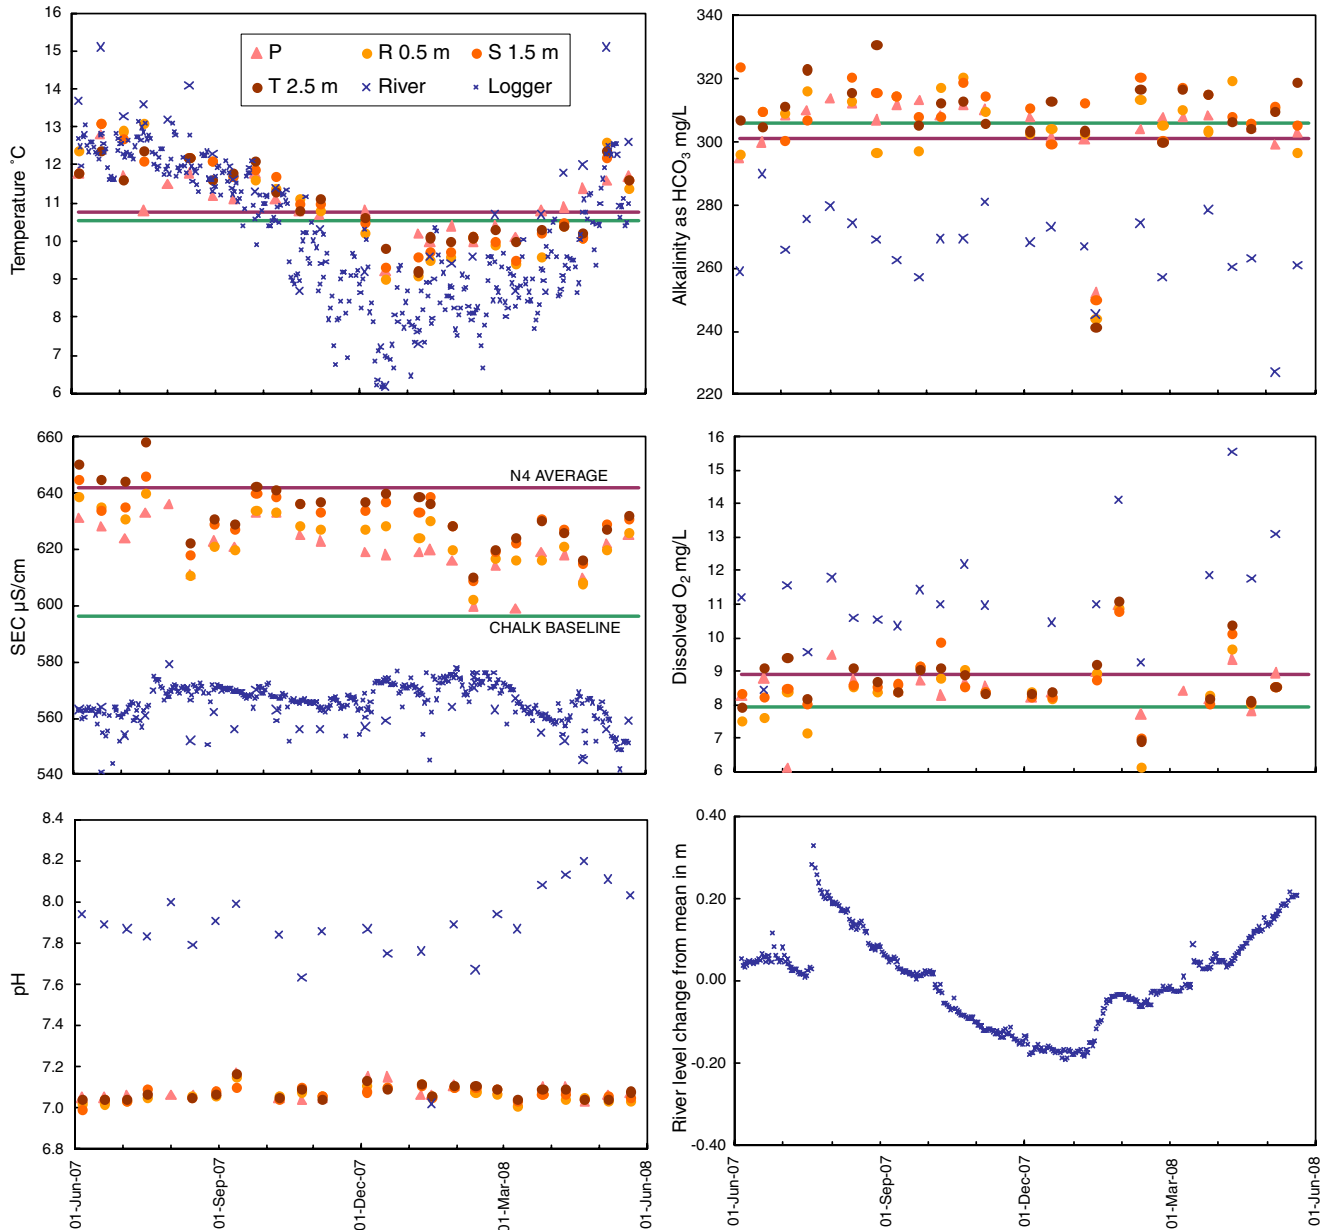 16
15
14
13
12
11
10
9
8
7
6
Temperature °C
P
R 0.5 m
S 1.5 m
T 2.5 m
River
Logger
340
320
300
280
260
240
220
Alkalinity as HCO3 mg/L
660
640
620
600
580
560
540
SEC µS/cm
N4 AVERAGE
CHALK BASELINE
16
15
14
13
12
11
10
9
8
7
6
Dissolved O2 mg/L
8.4
8.2
8.0
7.8
7.6
7.4
7.2
7.0
6.8
pH
01-Jun-07
01-Sep-07
01-Dec-07
01-Mar-08
01-Jun-08
0.40
0.20
0.00
-0.20
-0.40
River level change from mean in m
01-Jun-07
01-Sep-07
01-Dec-07
01-Mar-08
01-Jun-08